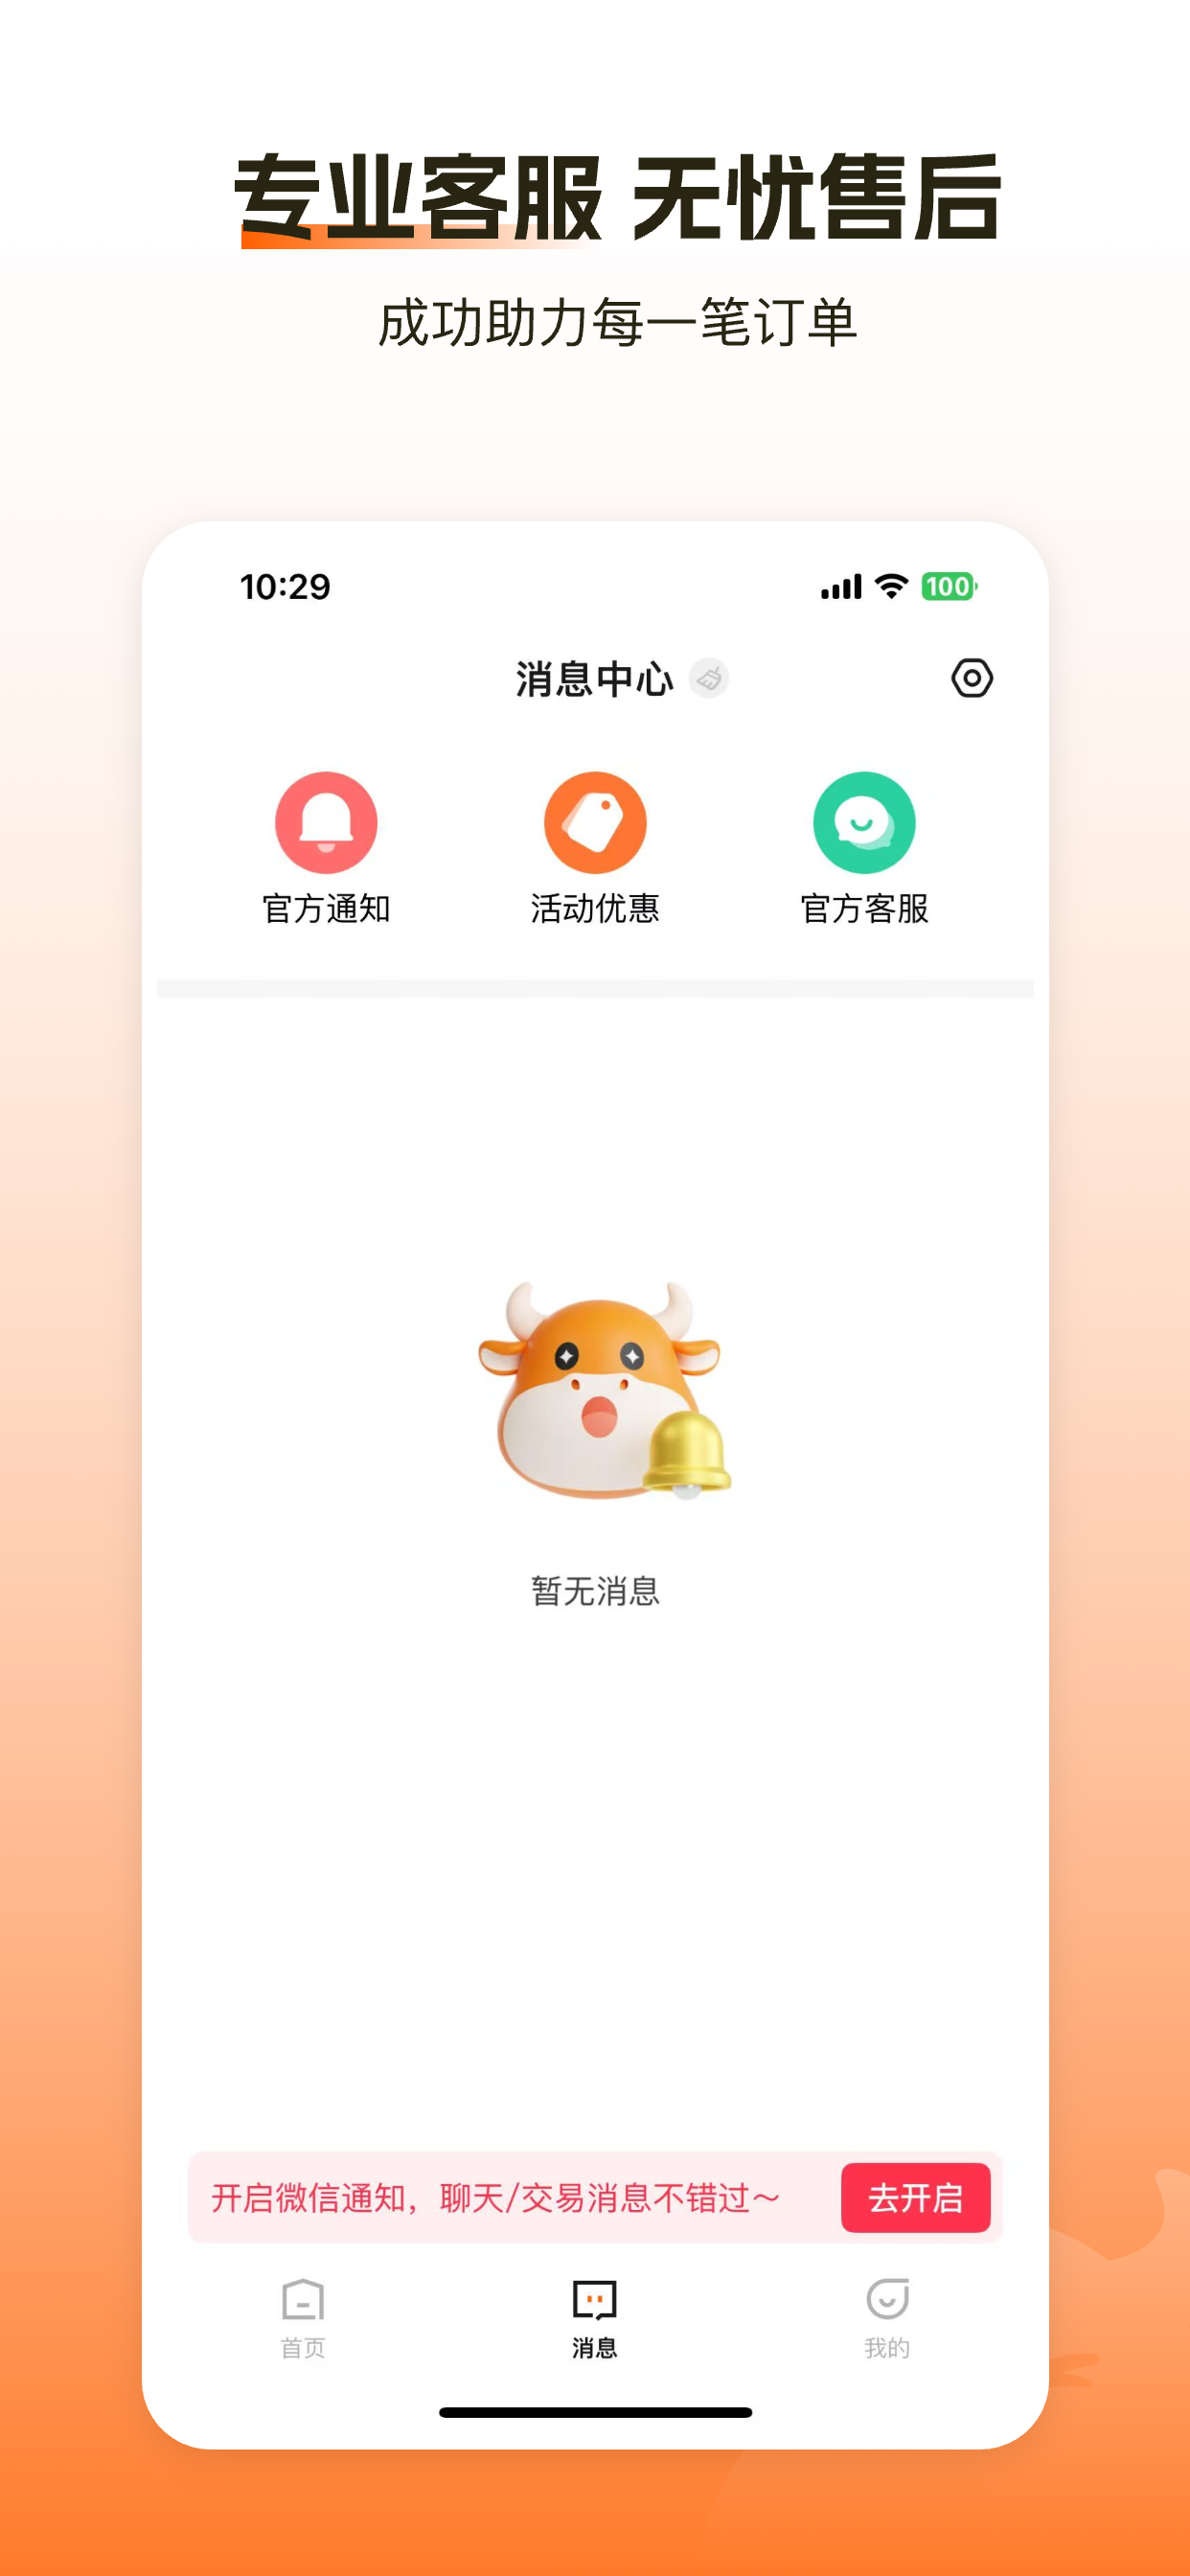 专业客服 无忧售后
成功助力每一笔订单
10:29
100
消息中心
官方通知
活动优惠
官方客服
暂无消息
开启微信通知，聊天/交易消息不错过～
去开启
首页
消息
我的